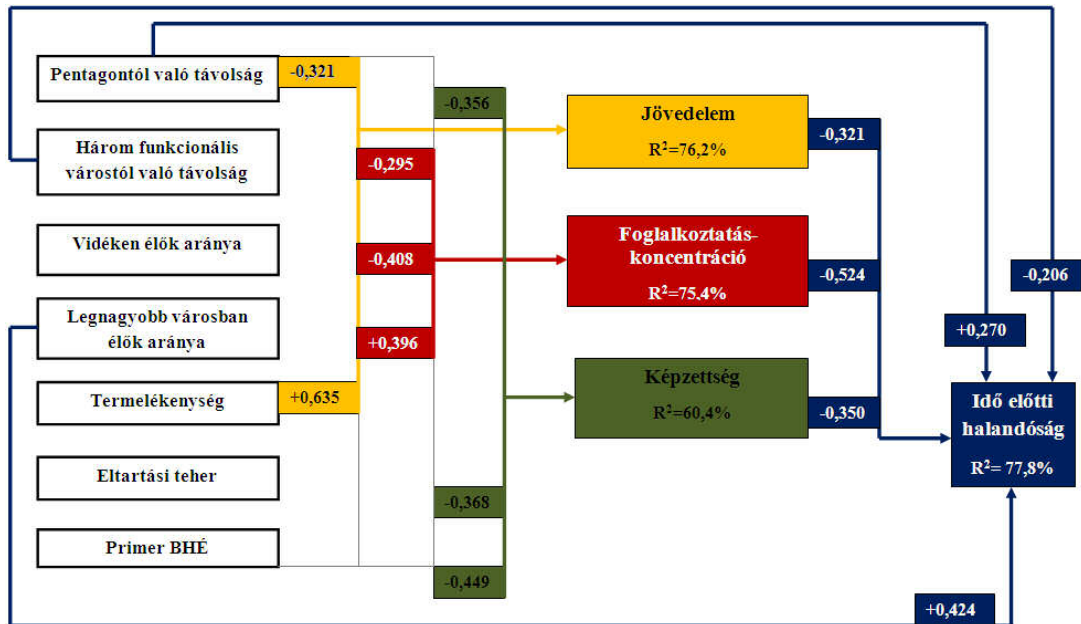 Pentagontól való távolság
-0,321
Három funkcionális
várostól való távolság
Vidéken élők aránya
Legnagyobb városban
élők aránya
Termelékenység
+0,635
Eltartási teher
Primer BHÉ
-0,295
-0,408
+0,396
-0,356
-0,368
-0,449
Jövedelem
R²=76,2%
-0,321
Foglalkoztatás-
koncentráció
R²=75,4%
-0,524
Képzettség
R²=60,4%
-0,350
-0,206
+0,270
Idő előtti
halandóság
R²= 77,8%
+0,424